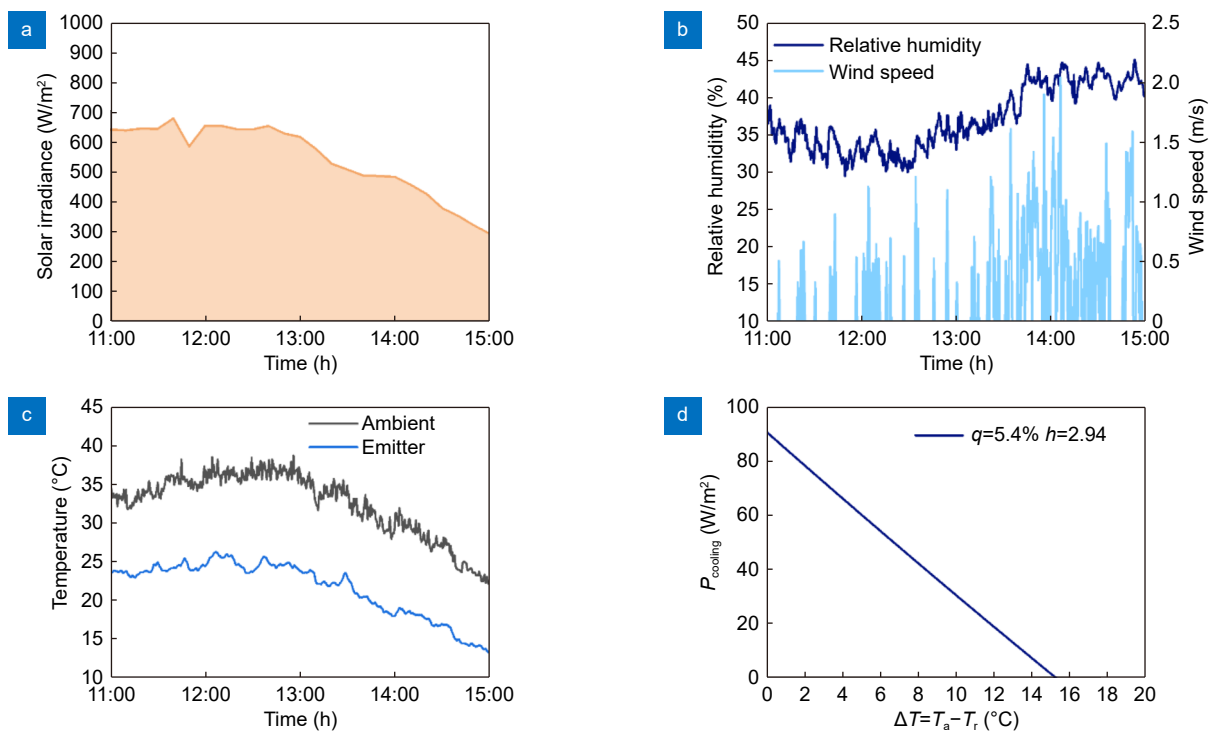 a
1000
900
800
700
600
500
400
300
200
100
0
Solar irradiance (W/m²)
11:00 12:00 13:00 14:00 15:00
Time (h)
b
50
45
40
35
30
25
20
15
10
Relative humiditity (%)
Relative humidity
Wind speed
2.5
2.0
1.5
1.0
0.5
0
Wind speed (m/s)
11:00 12:00 13:00 14:00 15:00
Time (h)
c
45
40
35
30
25
20
15
10
Temperature (°C)
Ambient
Emitter
11:00 12:00 13:00 14:00 15:00
Time (h)
d
100
80
60
40
20
0
P_cooling (W/m²)
q=5.4% h=2.94
0 2 4 6 8 10 12 14 16 18 20
ΔT=Tₐ−Tᵣ (°C)